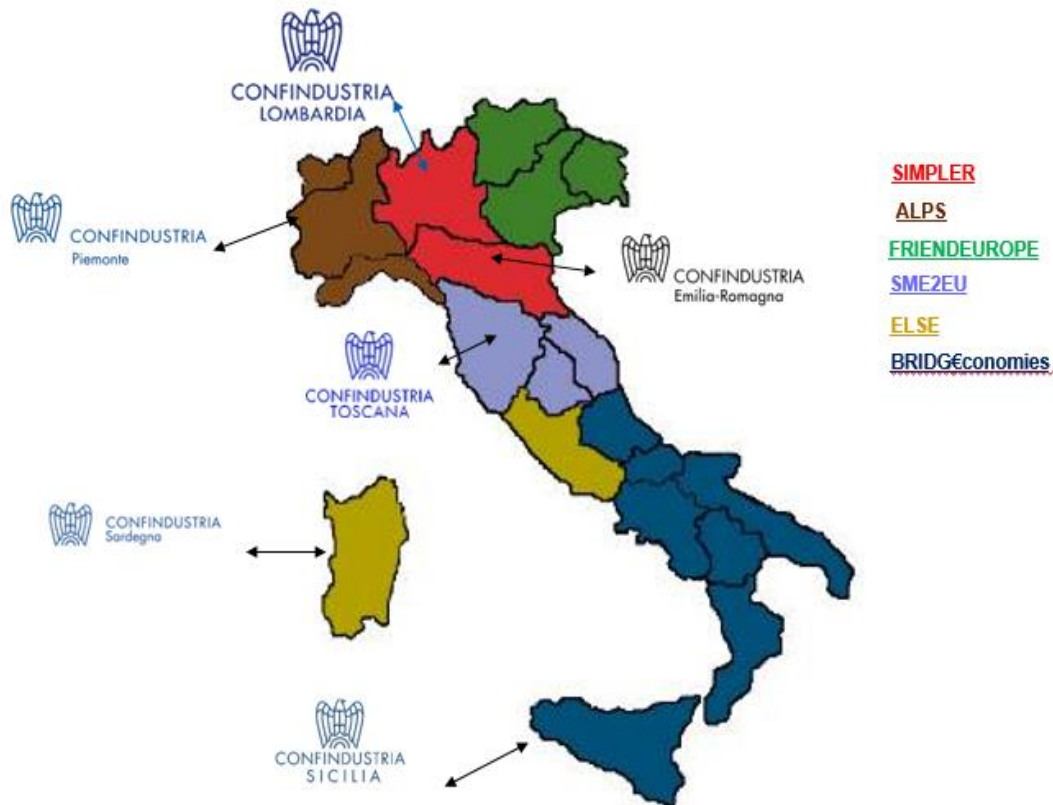 CONFINDUSTRIA
LOMBARDIA
CONFINDUSTRIA
Piemonte
CONFINDUSTRIA
Emilia-Romagna
CONFINDUSTRIA
TOSCANA
CONFINDUSTRIA
Sardegna
CONFINDUSTRIA
SICILIA
SIMPLER
ALPS
FRIENDEUROPE
SME2EU
ELSE
BRIDG€conomies